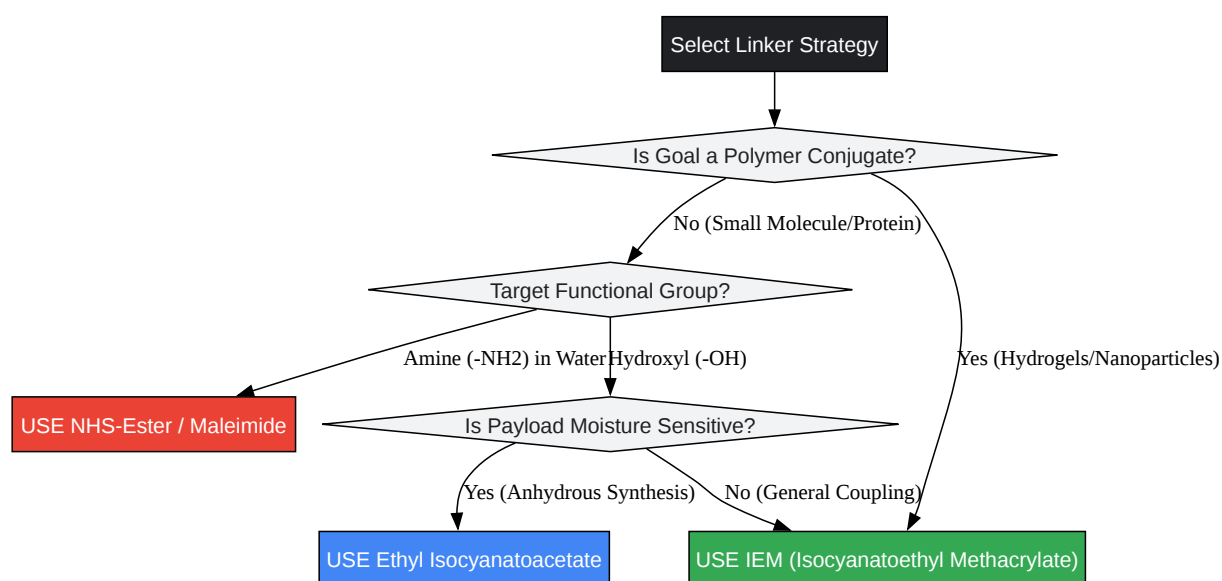 Select Linker Strategy
Is Goal a Polymer Conjugate?
No (Small Molecule/Protein)
Target Functional Group?
Amine (-NH2) in Water
Hydroxyl (-OH)
Yes (Hydrogels/Nanoparticles)
USE NHS-Ester / Maleimide
Is Payload Moisture Sensitive?
Yes (Anhydrous Synthesis)
No (General Coupling)
USE Ethyl Isocyanatoacetate
USE IEM (Isocyanatoethyl Methacrylate)